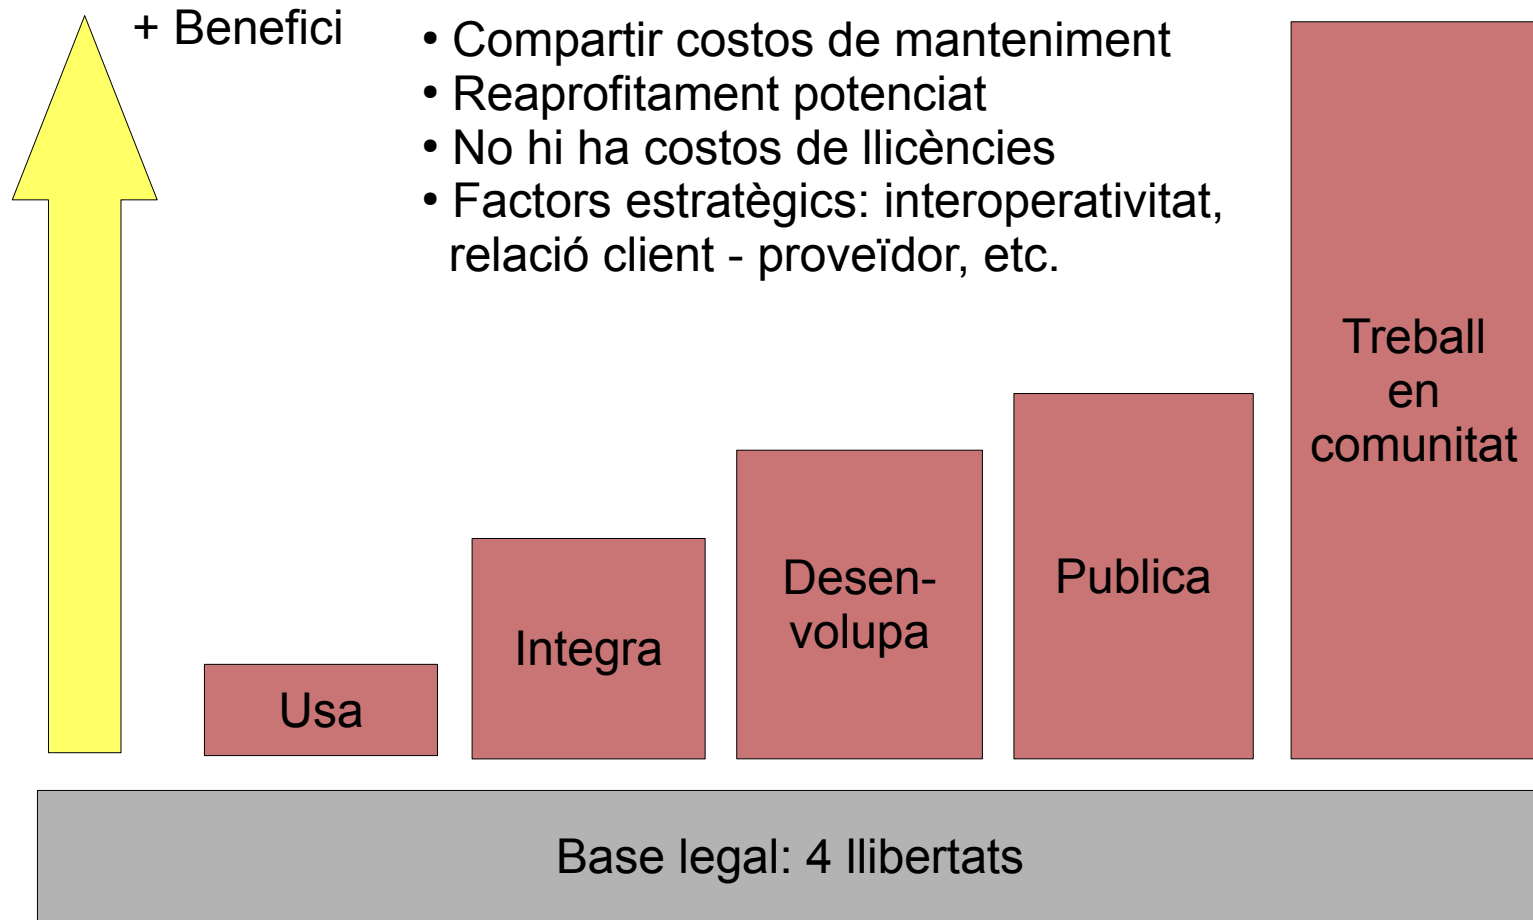 + Benefici
• Compartir costos de manteniment
• Reaprofitament potenciat
• No hi ha costos de llicències
• Factors estratègics: interoperativitat,
relació client - proveïdor, etc.
Usa
Integra
Desen-
volupa
Publica
Treball
en
comunitat
Base legal: 4 llibertats